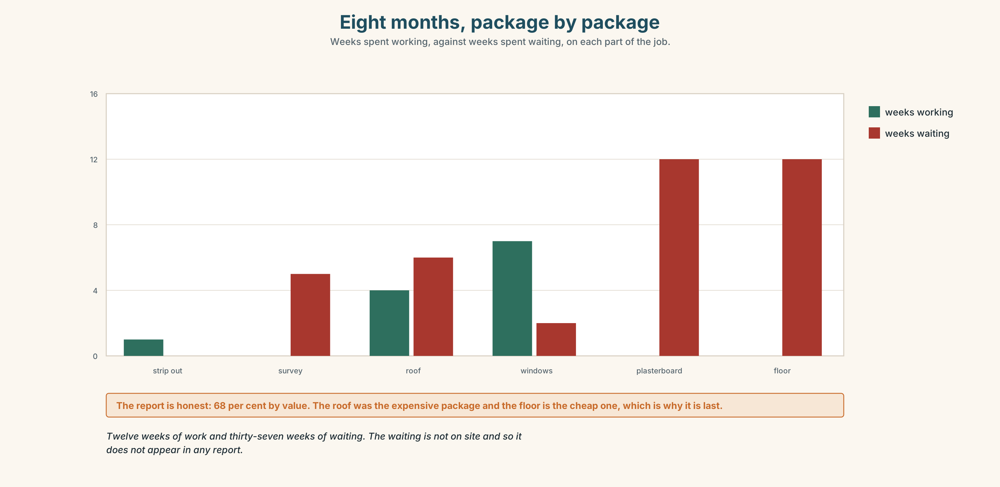 Eight months, package by package
Weeks spent working, against weeks spent waiting, on each part of the job.
16
12
8
4
0
weeks working
weeks waiting
strip out
survey
roof
windows
plasterboard
floor
The report is honest: 68 per cent by value. The roof was the expensive package and the floor is the cheap one, which is why it is last.
Twelve weeks of work and thirty-seven weeks of waiting. The waiting is not on site and so it
does not appear in any report.